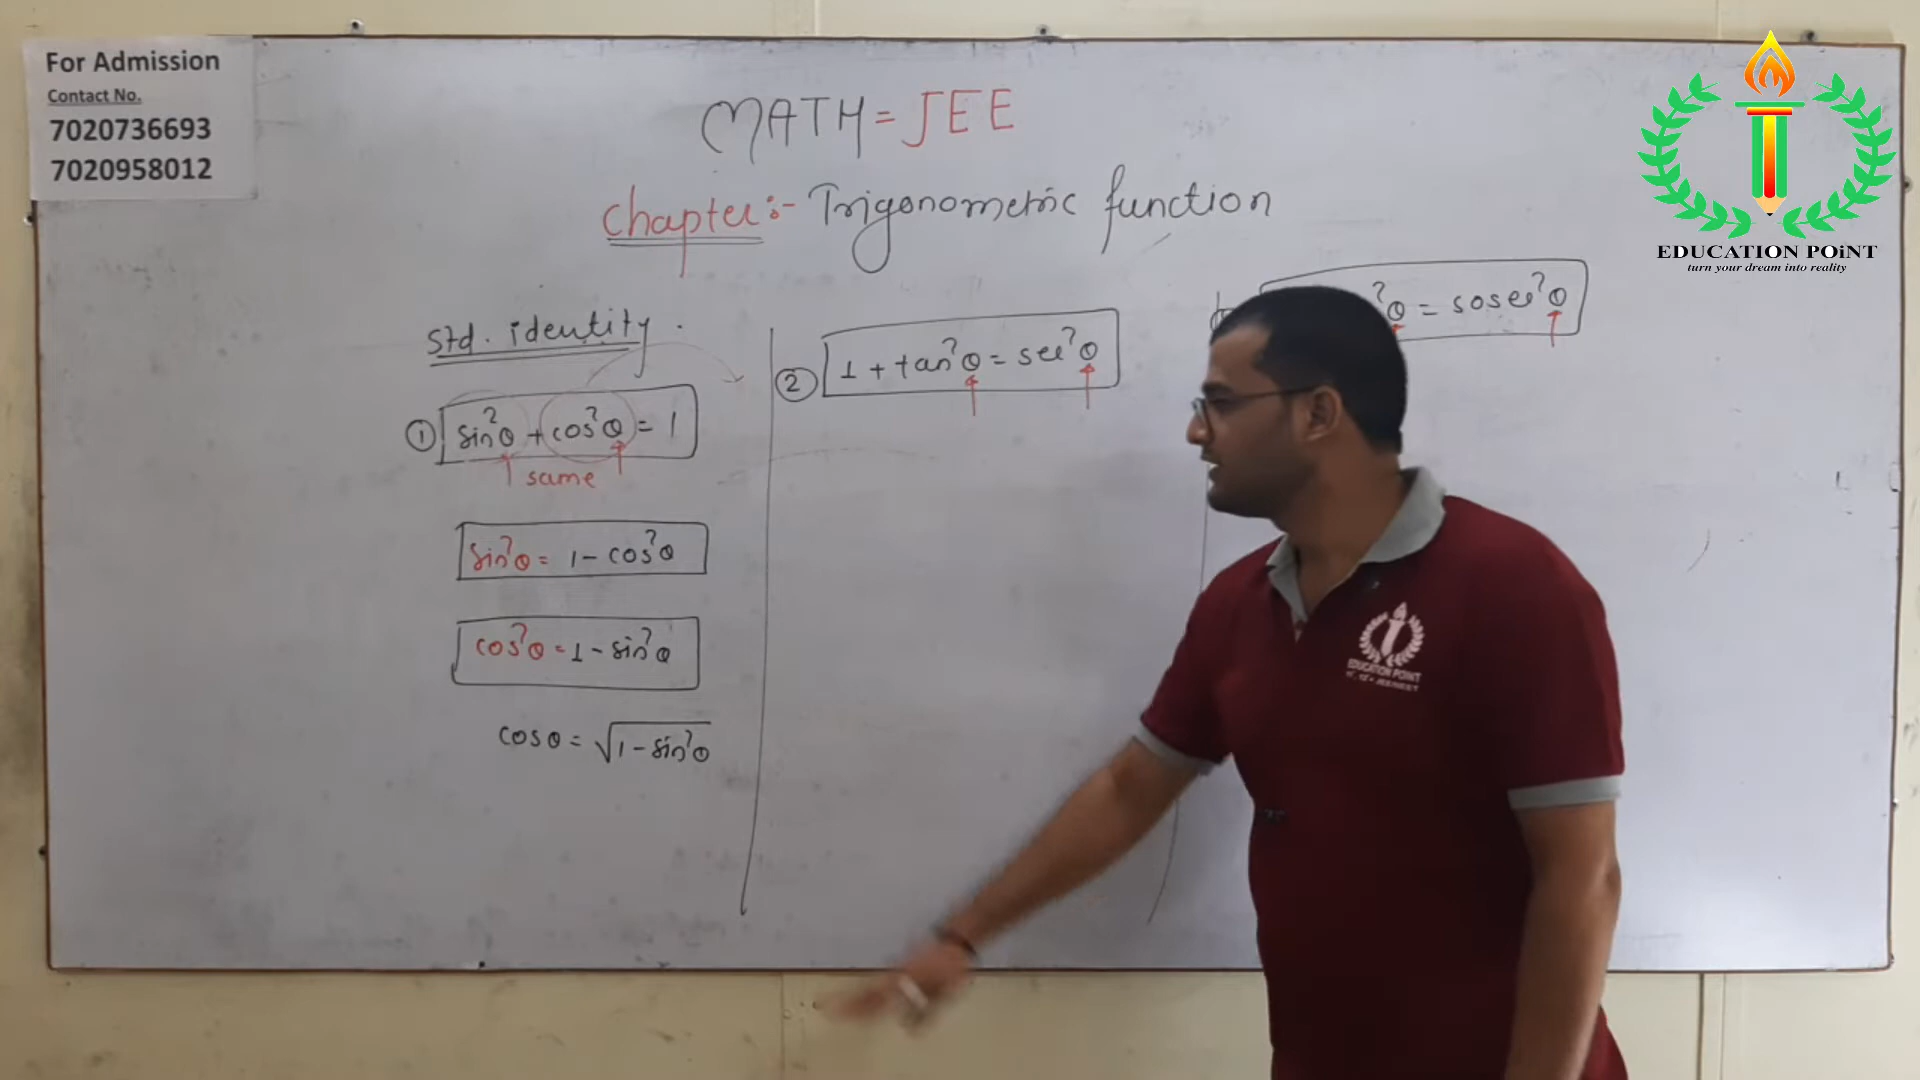 For Admission
Contact No.
7020736693
7020958012
MATH = JEE
Chapter :- Trigonometric function
EDUCATION POiNT
turn your dream into reality
Std. identity.
① sin²θ + cos²θ = 1
same
sin²θ = 1 - cos²θ
cos²θ = 1 - sin²θ
cosθ = √1 - sin²θ
② 1 + tan²θ = sec²θ
²θ = cosec²θ
EDUCATION POINT